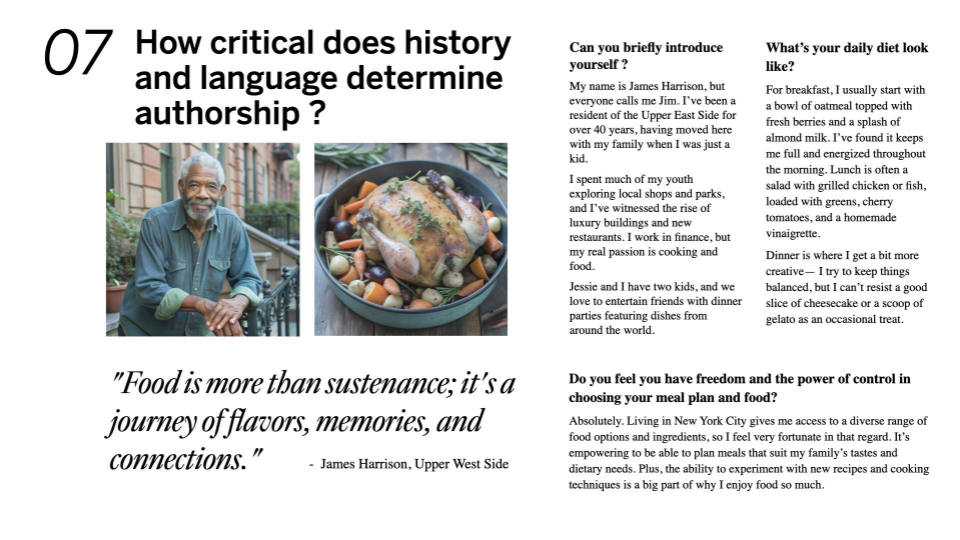 07
How critical does history
and language determine
authorship ?
"Food is more than sustenance; it's a
journey of flavors, memories, and
connections."
- James Harrison, Upper West Side
Can you briefly introduce
yourself ?
My name is James Harrison, but
everyone calls me Jim. I’ve been a
resident of the Upper East Side for
over 40 years, having moved here
with my family when I was just a
kid.
I spent much of my youth
exploring local shops and parks,
and I’ve witnessed the rise of
luxury buildings and new
restaurants. I work in finance, but
my real passion is cooking and
food.
Jessie and I have two kids, and we
love to entertain friends with dinner
parties featuring dishes from
around the world.
What’s your daily diet look
like?
For breakfast, I usually start with
a bowl of oatmeal topped with
fresh berries and a splash of
almond milk. I’ve found it keeps
me full and energized throughout
the morning. Lunch is often a
salad with grilled chicken or fish,
loaded with greens, cherry
tomatoes, and a homemade
vinaigrette.
Dinner is where I get a bit more
creative— I try to keep things
balanced, but I can’t resist a good
slice of cheesecake or a scoop of
gelato as an occasional treat.
Do you feel you have freedom and the power of control in
choosing your meal plan and food?
Absolutely. Living in New York City gives me access to a diverse range of
food options and ingredients, so I feel very fortunate in that regard. It’s
empowering to be able to plan meals that suit my family’s tastes and
dietary needs. Plus, the ability to experiment with new recipes and cooking
techniques is a big part of why I enjoy food so much.